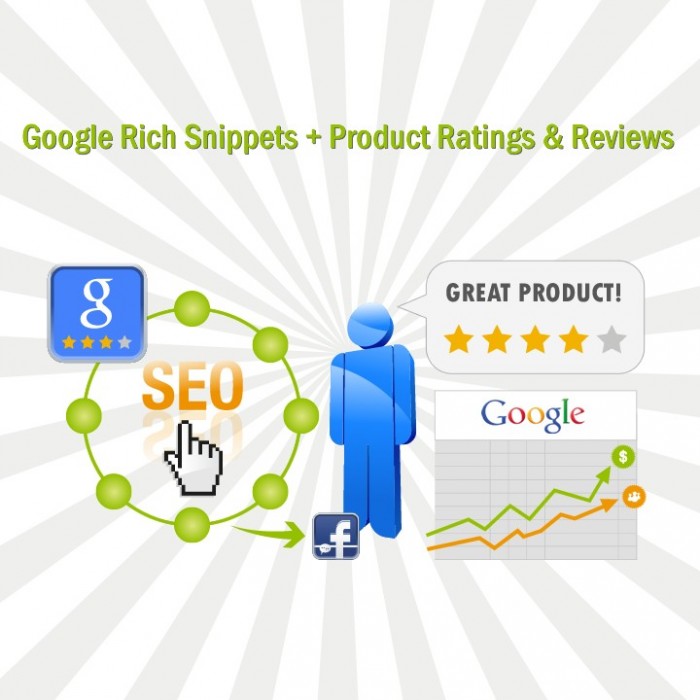 Google Rich Snippets + Product Ratings & Reviews
g
SEO
GREAT PRODUCT!
Google
$
f